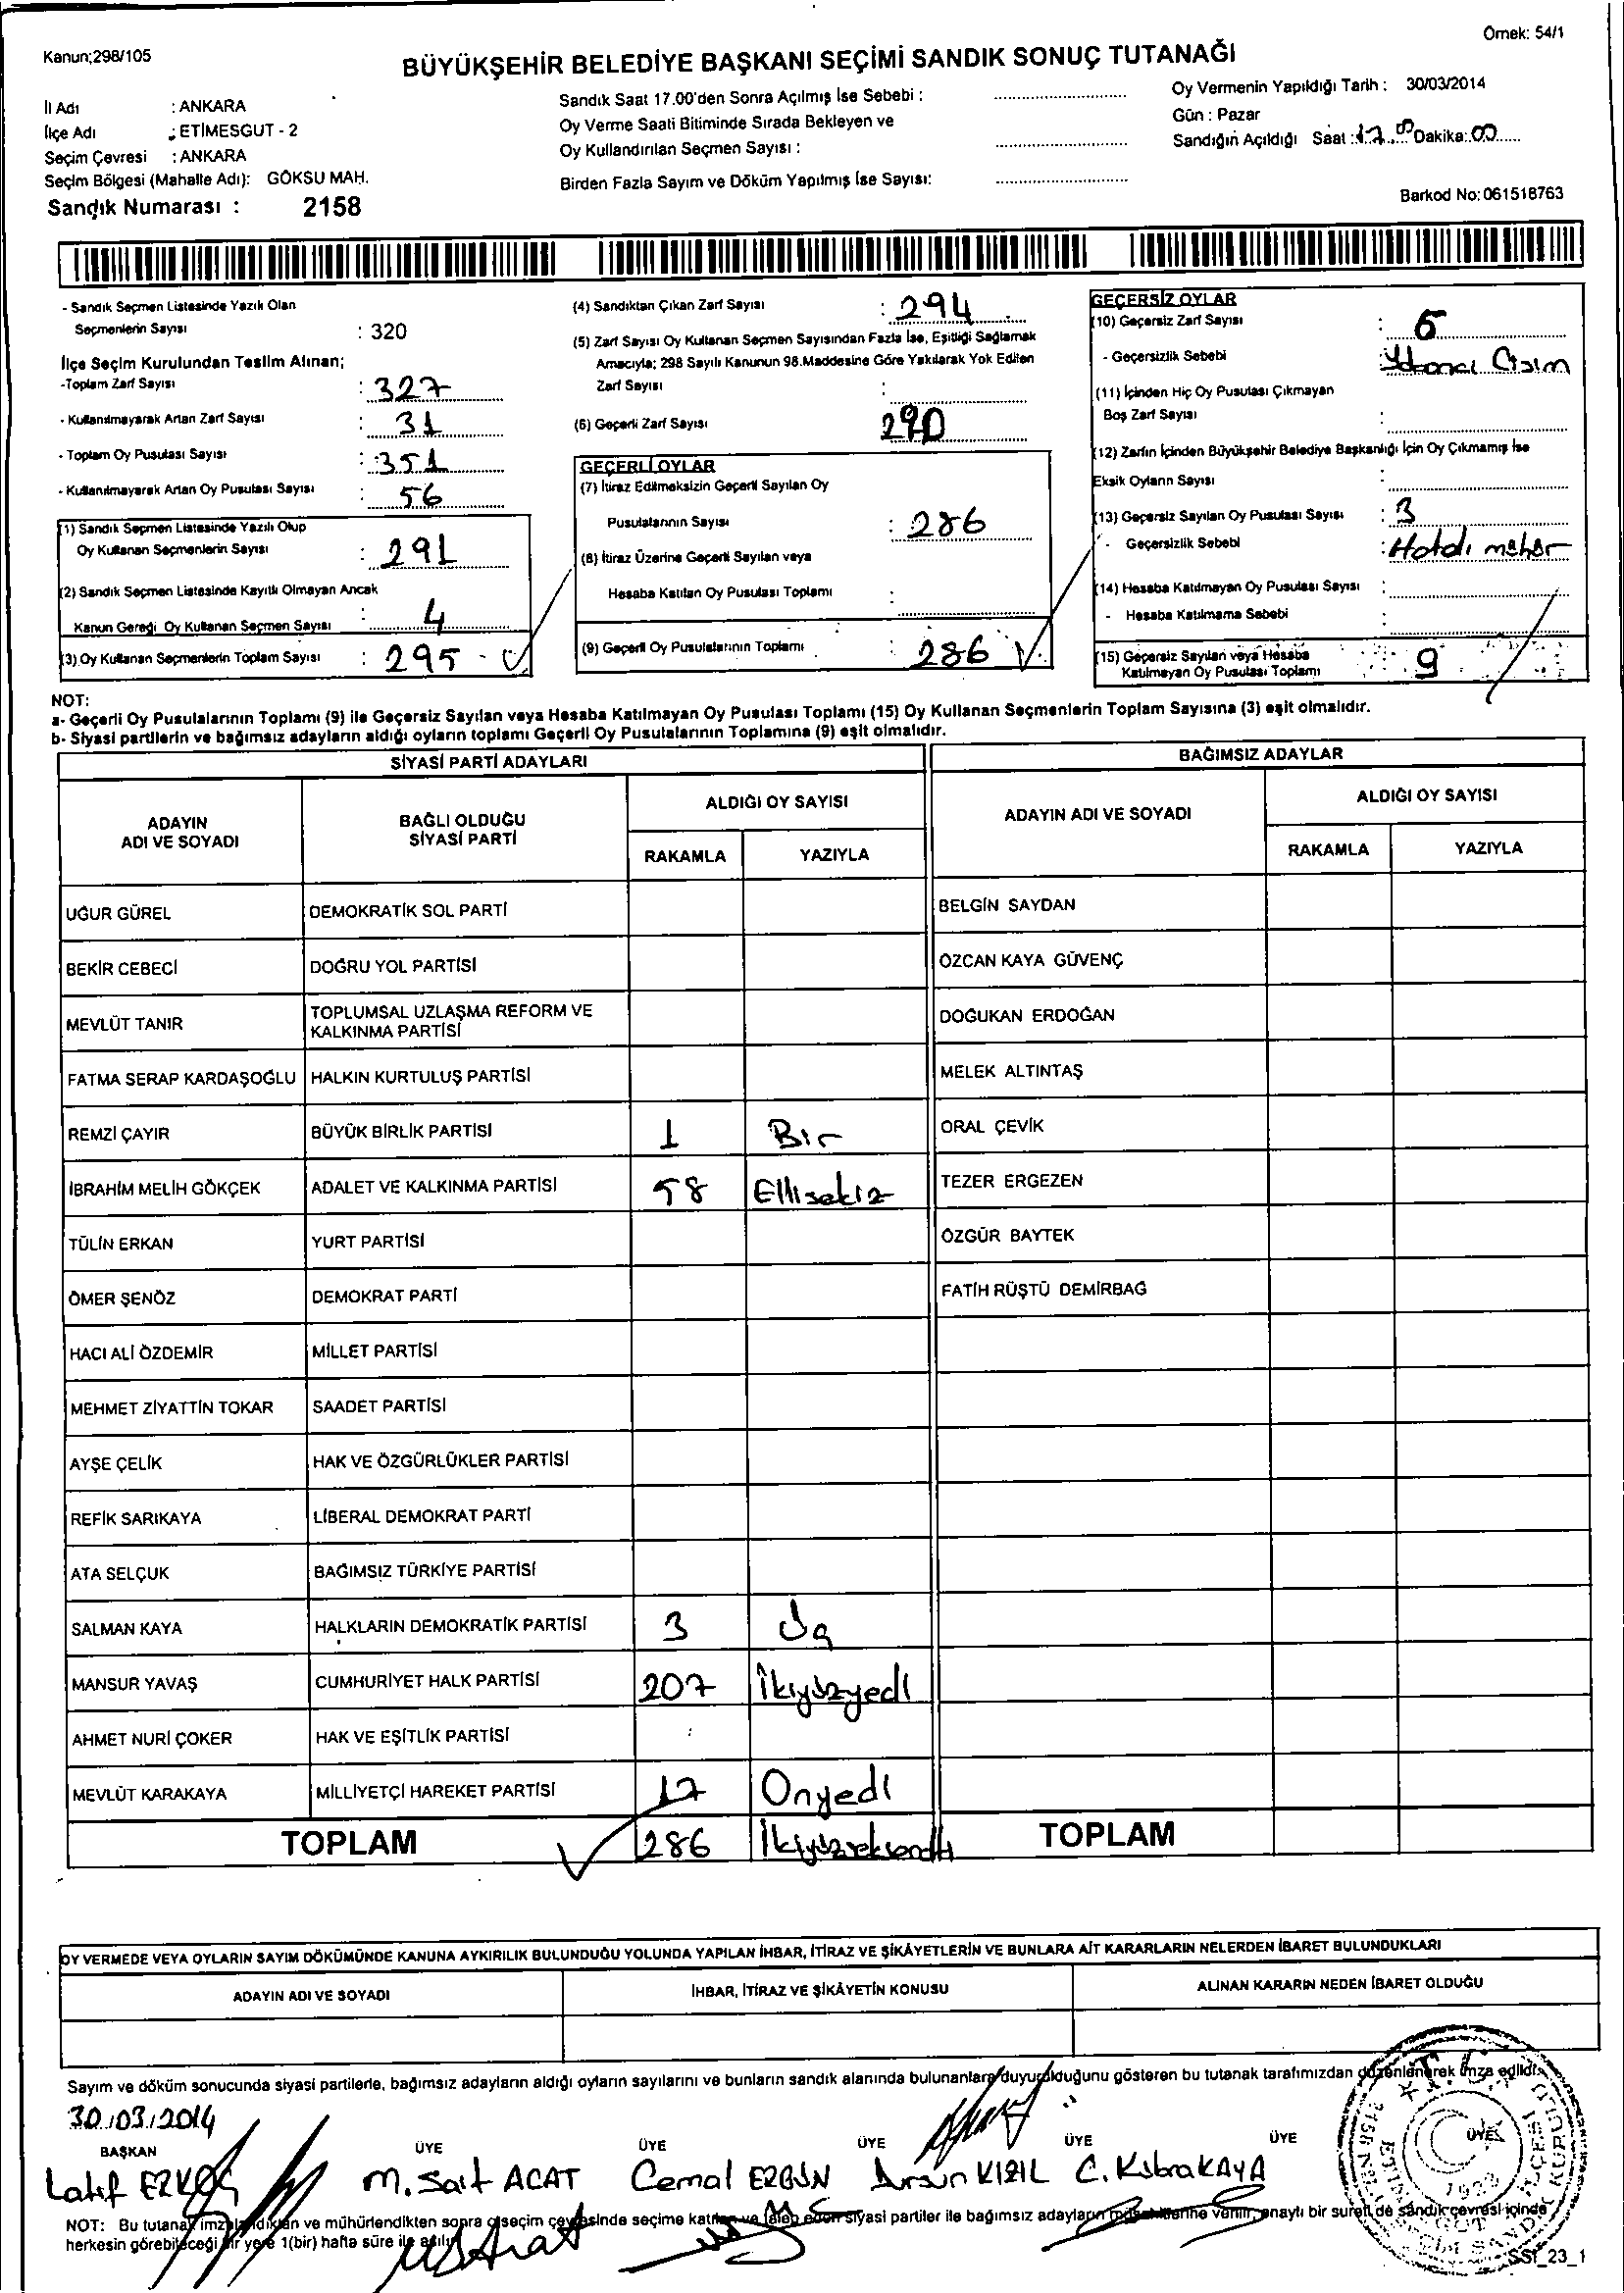 Kanun;298/105
Örnek: 54/1
BÜYÜKŞEHİR BELEDİYE BAŞKANI SEÇİMİ SANDIK SONUÇ TUTANAĞI
İl Adı : ANKARA
İlçe Adı : ETİMESGUT - 2
Seçim Çevresi : ANKARA
Seçim Bölgesi (Mahalle Adı): GÖKSU MAH.
Sandık Numarası : 2158
Sandık Saat 17.00'den Sonra Açılmış İse Sebebi :
Oy Verme Saati Bitiminde Sırada Bekleyen ve
Oy Kullandırılan Seçmen Sayısı :
Birden Fazla Sayım ve Döküm Yapılmış İse Sayısı:
Oy Vermenin Yapıldığı Tarih : 30/03/2014
Gün : Pazar
Sandığın Açıldığı Saat : 17.00 Dakika: 00
Barkod No: 061518763
- Sandık Seçmen Listesinde Yazılı Olan
Seçmenlerin Sayısı : 320
İlçe Seçim Kurulundan Teslim Alınan;
-Toplam Zarf Sayısı : 327
- Kullanılmayarak Artan Zarf Sayısı : 31
- Toplam Oy Pusulası Sayısı : 351
- Kullanılmayarak Artan Oy Pusulası Sayısı : 56
(1) Sandık Seçmen Listesinde Yazılı Olup
Oy Kullanan Seçmenlerin Sayısı : 291
(2) Sandık Seçmen Listesinde Kayıtlı Olmayan Ancak
Kanun Gereği Oy Kullanan Seçmen Sayısı : 4
(3) Oy Kullanan Seçmenlerin Toplam Sayısı : 295
(4) Sandıktan Çıkan Zarf Sayısı : 294
(5) Zarf Sayısı Oy Kullanan Seçmen Sayısından Fazla İse, Eşitliği Sağlamak
Amacıyla; 298 Sayılı Kanunun 98.Maddesine Göre Yakılarak Yok Edilen
Zarf Sayısı :
(6) Geçerli Zarf Sayısı 290
GEÇERLİ OYLAR
(7) İtiraz Edilmeksizin Geçerli Sayılan Oy
Pusulalarının Sayısı : 286
(8) İtiraz Üzerine Geçerli Sayılan veya
Hesaba Katılan Oy Pusulası Toplamı :
(9) Geçerli Oy Pusulalarının Toplamı : 286
GEÇERSİZ OYLAR
(10) Geçersiz Zarf Sayısı : 5
- Geçersizlik Sebebi : Yabancı Cisim
(11) İçinden Hiç Oy Pusulası Çıkmayan
Boş Zarf Sayısı :
(12) Zarfın İçinden Büyükşehir Belediye Başkanlığı İçin Oy Çıkmamış İse
Eksik Oyların Sayısı :
(13) Geçersiz Sayılan Oy Pusulası Sayısı : 3
- Geçersizlik Sebebi : Hatalı mühür
(14) Hesaba Katılmayan Oy Pusulası Sayısı :
- Hesaba Katılmama Sebebi :
(15) Geçersiz Sayılan veya Hesaba
Katılmayan Oy Pusulası Toplamı : 9
NOT:
a- Geçerli Oy Pusulalarının Toplamı (9) ile Geçersiz Sayılan veya Hesaba Katılmayan Oy Pusulası Toplamı (15) Oy Kullanan Seçmenlerin Toplam Sayısına (3) eşit olmalıdır.
b- Siyasi partilerin ve bağımsız adayların aldığı oyların toplamı Geçerli Oy Pusulalarının Toplamına (9) eşit olmalıdır.
SİYASİ PARTİ ADAYLARI
BAĞIMSIZ ADAYLAR
ADAYIN
ADI VE SOYADI
BAĞLI OLDUĞU
SİYASİ PARTİ
ALDIĞI OY SAYISI
RAKAMLA YAZIYLA
ADAYIN ADI VE SOYADI
ALDIĞI OY SAYISI
RAKAMLA YAZIYLA
UĞUR GÜREL DEMOKRATİK SOL PARTİ BELGİN SAYDAN
BEKİR CEBECİ DOĞRU YOL PARTİSİ ÖZCAN KAYA GÜVENÇ
MEVLÜT TANIR TOPLUMSAL UZLAŞMA REFORM VE
KALKINMA PARTİSİ DOĞUKAN ERDOĞAN
FATMA SERAP KARDAŞOĞLU HALKIN KURTULUŞ PARTİSİ MELEK ALTINTAŞ
REMZİ ÇAYIR BÜYÜK BİRLİK PARTİSİ 1 Bir ORAL ÇEVİK
İBRAHİM MELİH GÖKÇEK ADALET VE KALKINMA PARTİSİ 58 Ellisekiz TEZER ERGEZEN
TÜLİN ERKAN YURT PARTİSİ ÖZGÜR BAYTEK
ÖMER ŞENÖZ DEMOKRAT PARTİ FATİH RÜŞTÜ DEMİRBAĞ
HACI ALİ ÖZDEMİR MİLLET PARTİSİ
MEHMET ZİYATTİN TOKAR SAADET PARTİSİ
AYŞE ÇELİK HAK VE ÖZGÜRLÜKLER PARTİSİ
REFİK SARIKAYA LİBERAL DEMOKRAT PARTİ
ATA SELÇUK BAĞIMSIZ TÜRKİYE PARTİSİ
SALMAN KAYA HALKLARIN DEMOKRATİK PARTİSİ 3 Üç
MANSUR YAVAŞ CUMHURİYET HALK PARTİSİ 207 İkiyüzyedi
AHMET NURİ ÇOKER HAK VE EŞİTLİK PARTİSİ
MEVLÜT KARAKAYA MİLLİYETÇİ HAREKET PARTİSİ 17 Onyedi
TOPLAM 286 İkiyüzseksenaltı TOPLAM
OY VERMEDE VEYA OYLARIN SAYIM DÖKÜMÜNDE KANUNA AYKIRILIK BULUNDUĞU YOLUNDA YAPILAN İHBAR, İTİRAZ VE ŞİKÂYETLERİN VE BUNLARA AİT KARARLARIN NELERDEN İBARET BULUNDUKLARI
ADAYIN ADI VE SOYADI İHBAR, İTİRAZ VE ŞİKÂYETİN KONUSU ALINAN KARARIN NEDEN İBARET OLDUĞU
Sayım ve döküm sonucunda siyasi partilerle, bağımsız adayların aldığı oyların sayılarını ve bunların sandık alanında bulunanlara duyurulduğunu gösteren bu tutanak tarafımızdan düzenlenerek imza edildi.
30/03/2014
BAŞKAN ÜYE ÜYE ÜYE ÜYE ÜYE ÜYE
Latif EZKOÇ M. Sait ACAT Cemal ERGÜN Dursun KIZIL C. Kübra KAYA
NOT: Bu tutanak imzalandıktan ve mühürlendikten sonra o seçim çevresinde seçime katılan ve talep eden siyasi partiler ile bağımsız adayların müşahitlerine verilir, onaylı bir sureti de sandık çevresi içinde
herkesin görebileceği bir yere 1(bir) hafta süre ile asılır.
SSI_23_1